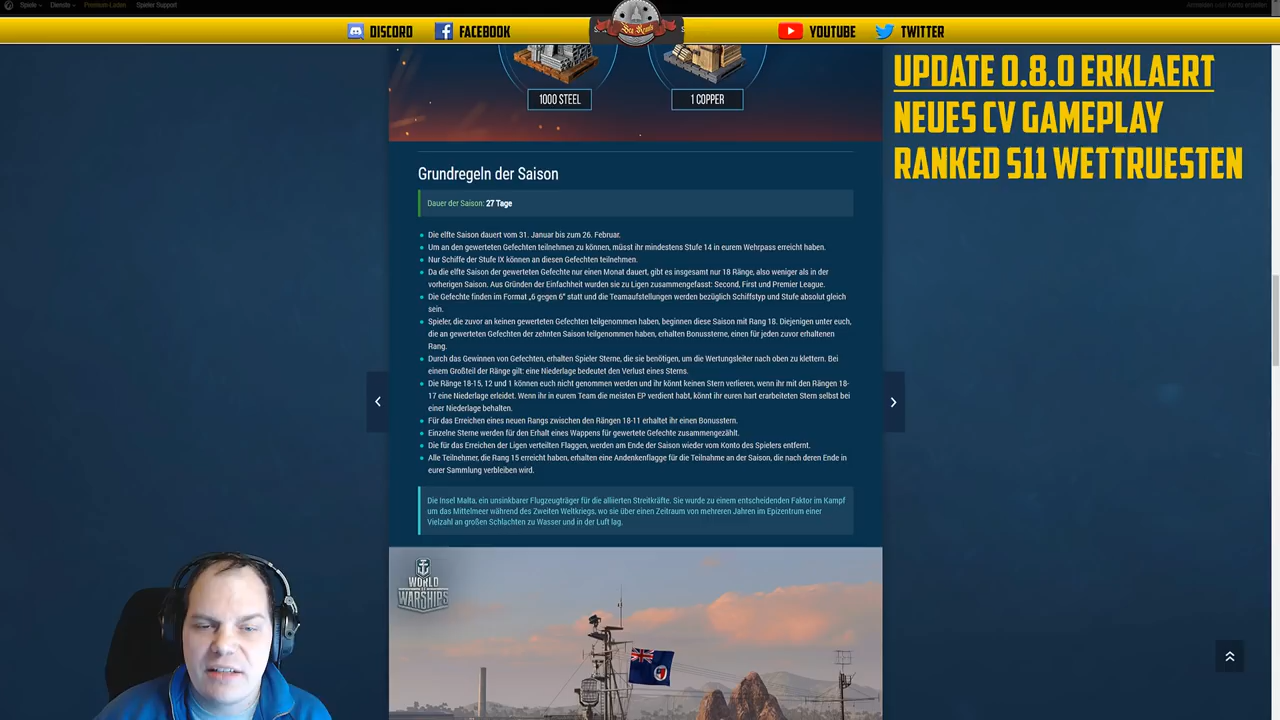 Spiele
Dienste
Premium-Laden
Spieler Support
Anmelden oder Konto erstellen
DISCORD
FACEBOOK
YOUTUBE
TWITTER
1000 STEEL
1 COPPER
UPDATE 0.8.0 ERKLAERT
NEUES CV GAMEPLAY
RANKED S11 WETTRUESTEN
Grundregeln der Saison
Dauer der Saison: 27 Tage
Die elfte Saison dauert vom 31. Januar bis zum 26. Februar.
Um an den gewerteten Gefechten teilnehmen zu können, müsst ihr mindestens Stufe 14 in eurem Wehrpass erreicht haben.
Nur Schiffe der Stufe IX können an diesen Gefechten teilnehmen.
Da die elfte Saison der gewerteten Gefechte nur einen Monat dauert, gibt es insgesamt nur 18 Ränge, also weniger als in der
vorherigen Saison. Aus Gründen der Einfachheit wurden sie zu Ligen zusammengefasst: Second, First und Premier League.
Die Gefechte finden im Format „6 gegen 6“ statt und die Teamaufstellungen werden bezüglich Schiffstyp und Stufe absolut gleich
sein.
Spieler, die zuvor an keinen gewerteten Gefechten teilgenommen haben, beginnen diese Saison mit Rang 18. Diejenigen unter euch,
die an gewerteten Gefechten der zehnten Saison teilgenommen haben, erhalten Bonussterne, einen für jeden zuvor erhaltenen
Rang.
Durch das Gewinnen von Gefechten, erhalten Spieler Sterne, die sie benötigen, um die Wertungsleiter nach oben zu klettern. Bei
einem Großteil der Ränge gilt: eine Niederlage bedeutet den Verlust eines Sterns.
Die Ränge 18-15, 12 und 1 können euch nicht genommen werden und ihr könnt keinen Stern verlieren, wenn ihr mit den Rängen 18-
17 eine Niederlage erleidet. Wenn ihr in eurem Team die meisten EP verdient habt, könnt ihr euren hart erarbeiteten Stern selbst bei
einer Niederlage behalten.
Für das Erreichen eines neuen Rangs zwischen den Rängen 18-11 erhaltet ihr einen Bonusstern.
Einzelne Sterne werden für den Erhalt eines Wappens für gewertete Gefechte zusammengezählt.
Die für das Erreichen der Ligen verteilten Flaggen, werden am Ende der Saison wieder vom Konto des Spielers entfernt.
Alle Teilnehmer, die Rang 15 erreicht haben, erhalten eine Andenkenflagge für die Teilnahme an der Saison, die nach deren Ende in
eurer Sammlung verbleiben wird.
Die Insel Malta, ein unsinkbarer Flugzeugträger für die alliierten Streitkräfte. Sie wurde zu einem entscheidenden Faktor im Kampf
um das Mittelmeer während des Zweiten Weltkriegs, wo sie über einen Zeitraum von mehreren Jahren im Epizentrum einer
Vielzahl an großen Schlachten zu Wasser und in der Luft lag.
WORLD
OF
WARSHIPS